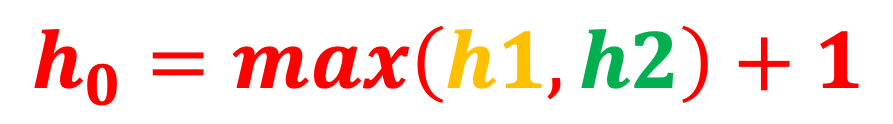 h₀ = max(h1, h2) + 1